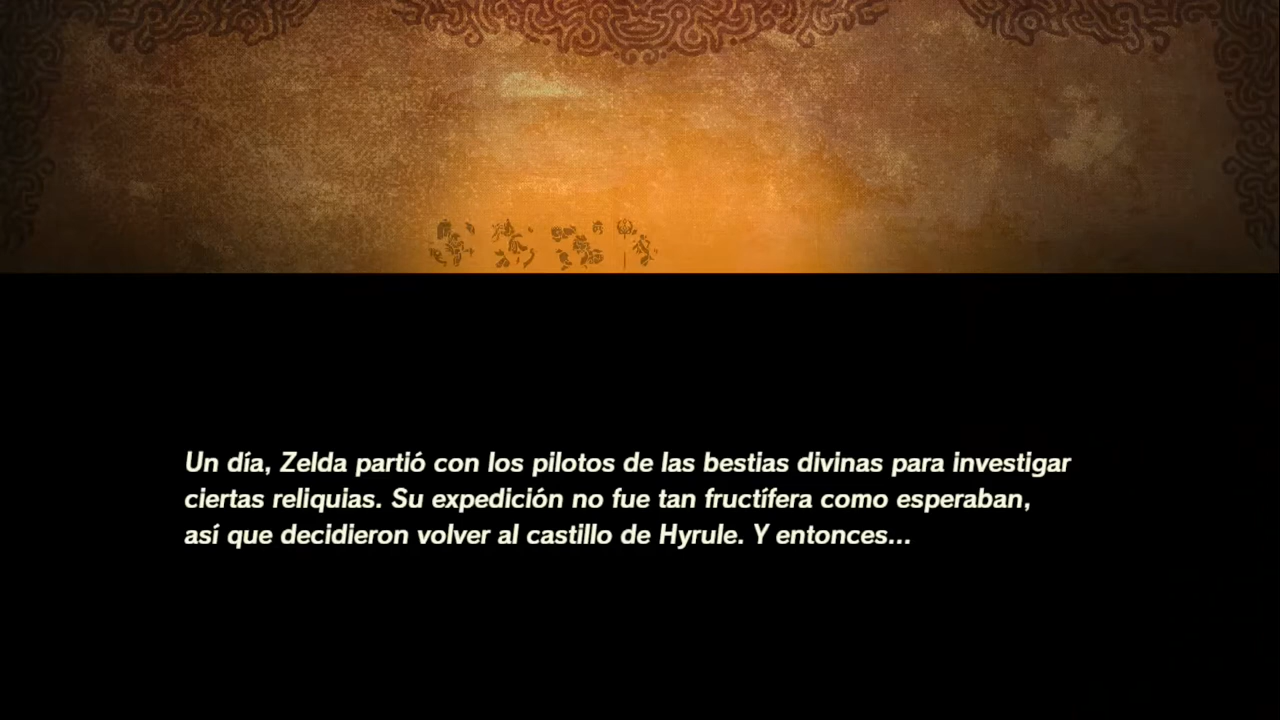 Un día, Zelda partió con los pilotos de las bestias divinas para investigar
ciertas reliquias. Su expedición no fue tan fructífera como esperaban,
así que decidieron volver al castillo de Hyrule. Y entonces...